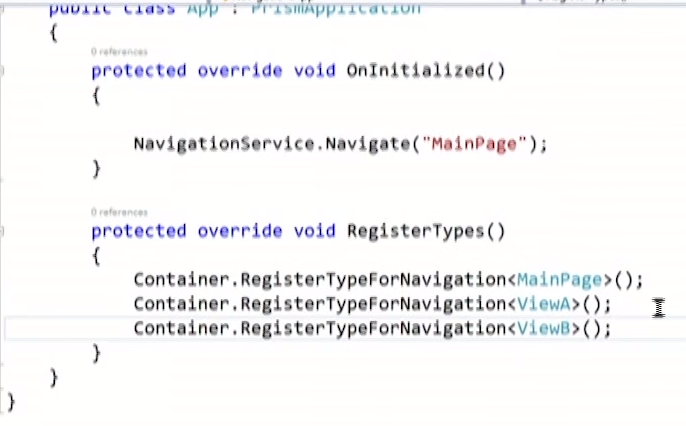 public class App : PrismApplication
{
0 references
protected override void OnInitialized()
{
NavigationService.Navigate("MainPage");
}
0 references
protected override void RegisterTypes()
{
Container.RegisterTypeForNavigation<MainPage>();
Container.RegisterTypeForNavigation<ViewA>();
Container.RegisterTypeForNavigation<ViewB>();
}
}
}